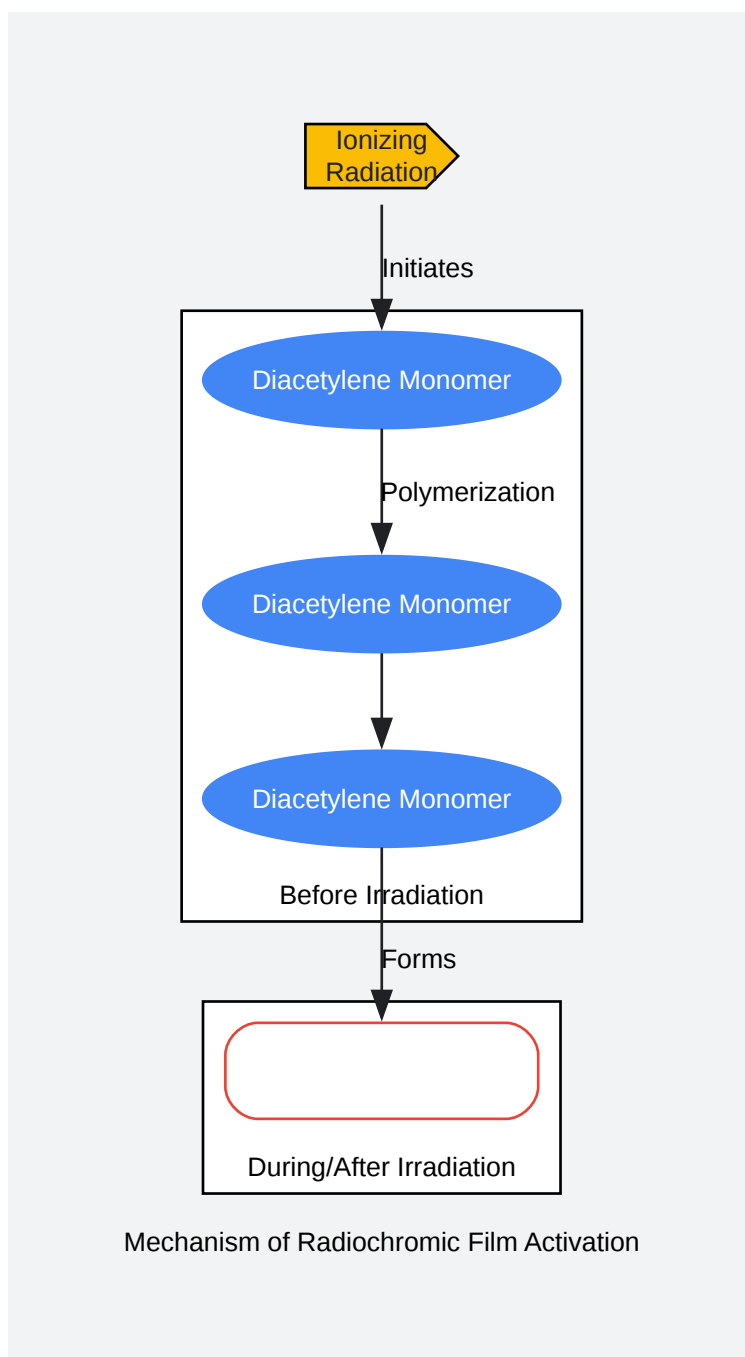 Ionizing
Radiation
Initiates
Diacetylene Monomer
Polymerization
Diacetylene Monomer
Diacetylene Monomer
Before Irradiation
Forms
During/After Irradiation
Mechanism of Radiochromic Film Activation